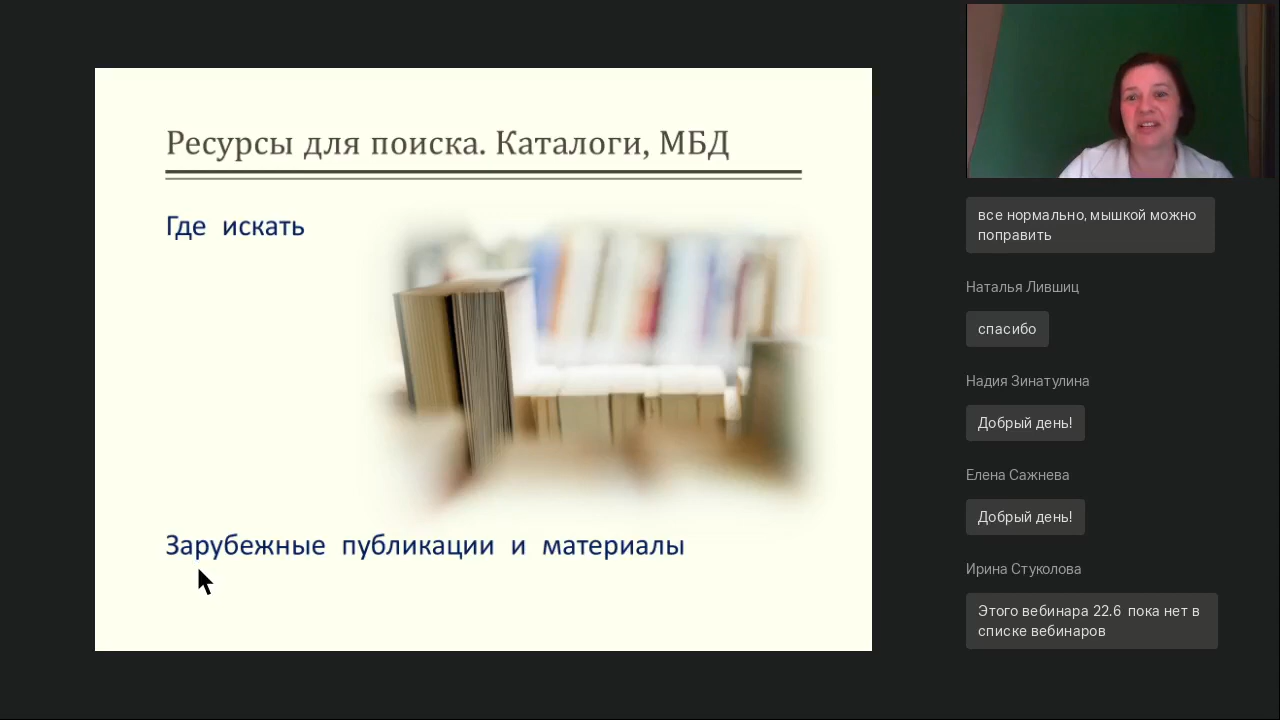 Ресурсы для поиска. Каталоги, МБД
Где искать
Зарубежные публикации и материалы
все нормально, мышкой можно
поправить
Наталья Лившиц
спасибо
Надия Зинатулина
Добрый день!
Елена Сажнева
Добрый день!
Ирина Стуколова
Этого вебинара 22.6 пока нет в
списке вебинаров